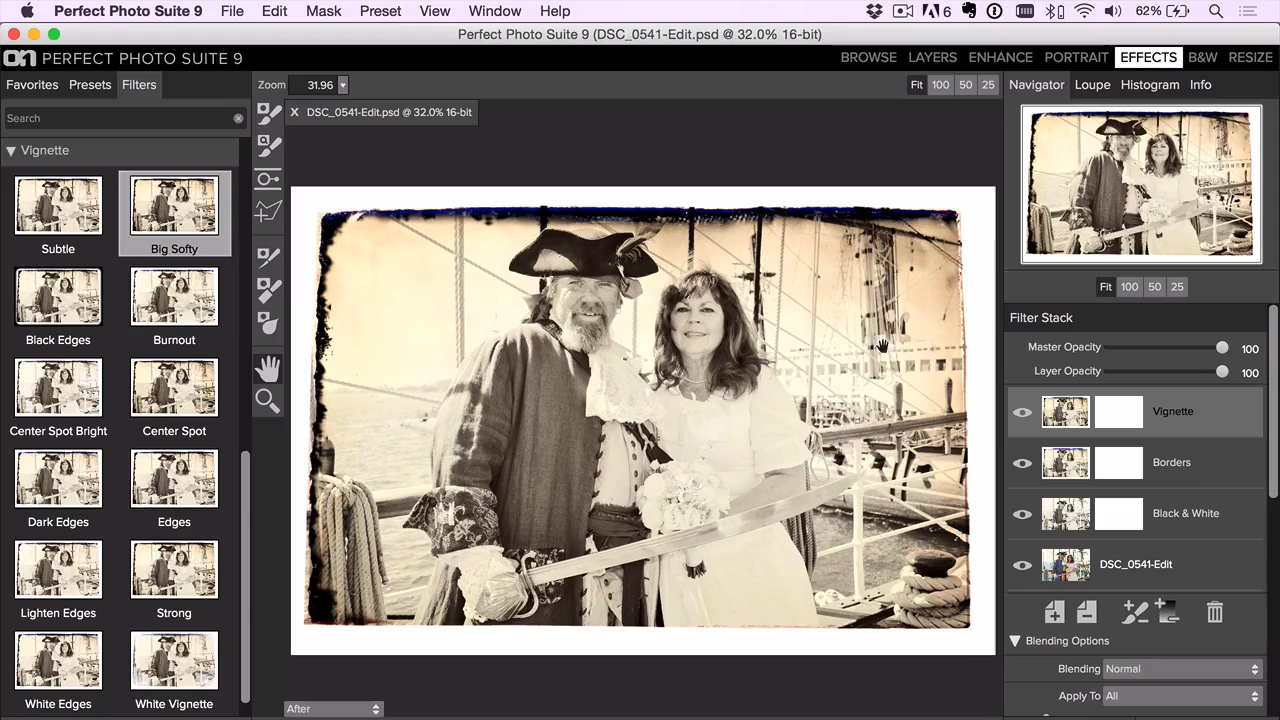 Perfect Photo Suite 9 File Edit Mask Preset View Window Help 6 62%
Perfect Photo Suite 9 (DSC_0541-Edit.psd @ 32.0% 16-bit)
on PERFECT PHOTO SUITE 9 BROWSE LAYERS ENHANCE PORTRAIT EFFECTS B&W RESIZE
Favorites Presets Filters Zoom 31.96 Fit 100 50 25 Navigator Loupe Histogram Info
Search X DSC_0541-Edit.psd @ 32.0% 16-bit
Vignette
Subtle Big Softy
Fit 100 50 25
Filter Stack
Black Edges Burnout
Master Opacity 100
Layer Opacity 100
Vignette
Center Spot Bright Center Spot
Borders
Dark Edges Edges
Black & White
DSC_0541-Edit
Lighten Edges Strong
Blending Options
Blending Normal
White Edges White Vignette
Apply To All
After